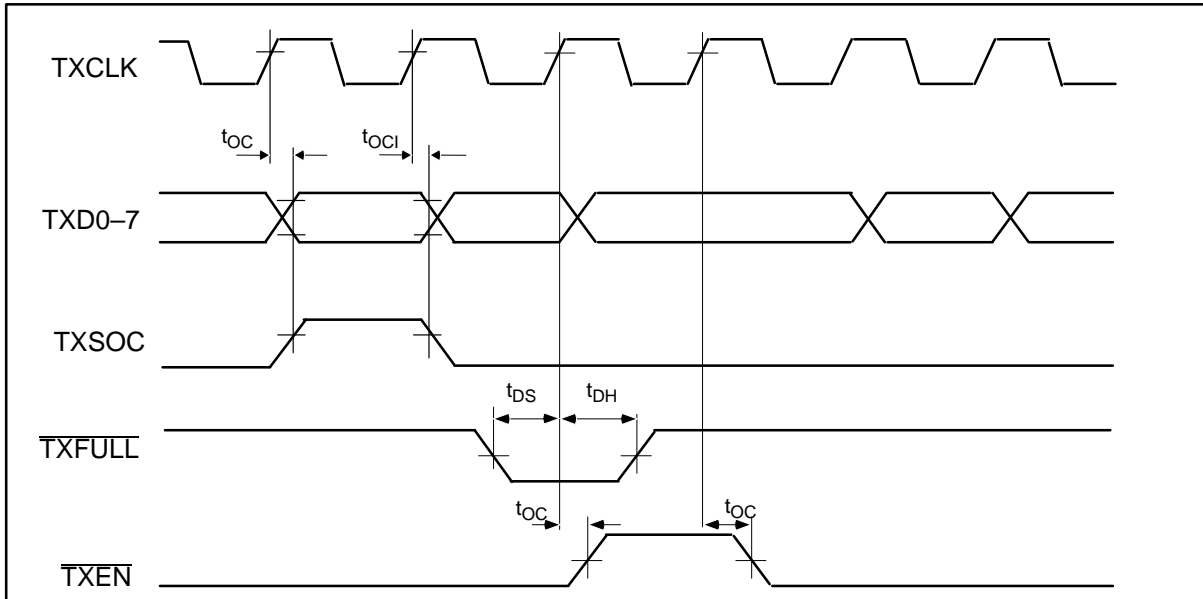 TXCLK
tOC tOCI
TXD0–7
TXSOC
tDS tDH
TXFULL
tOC tOC
TXEN